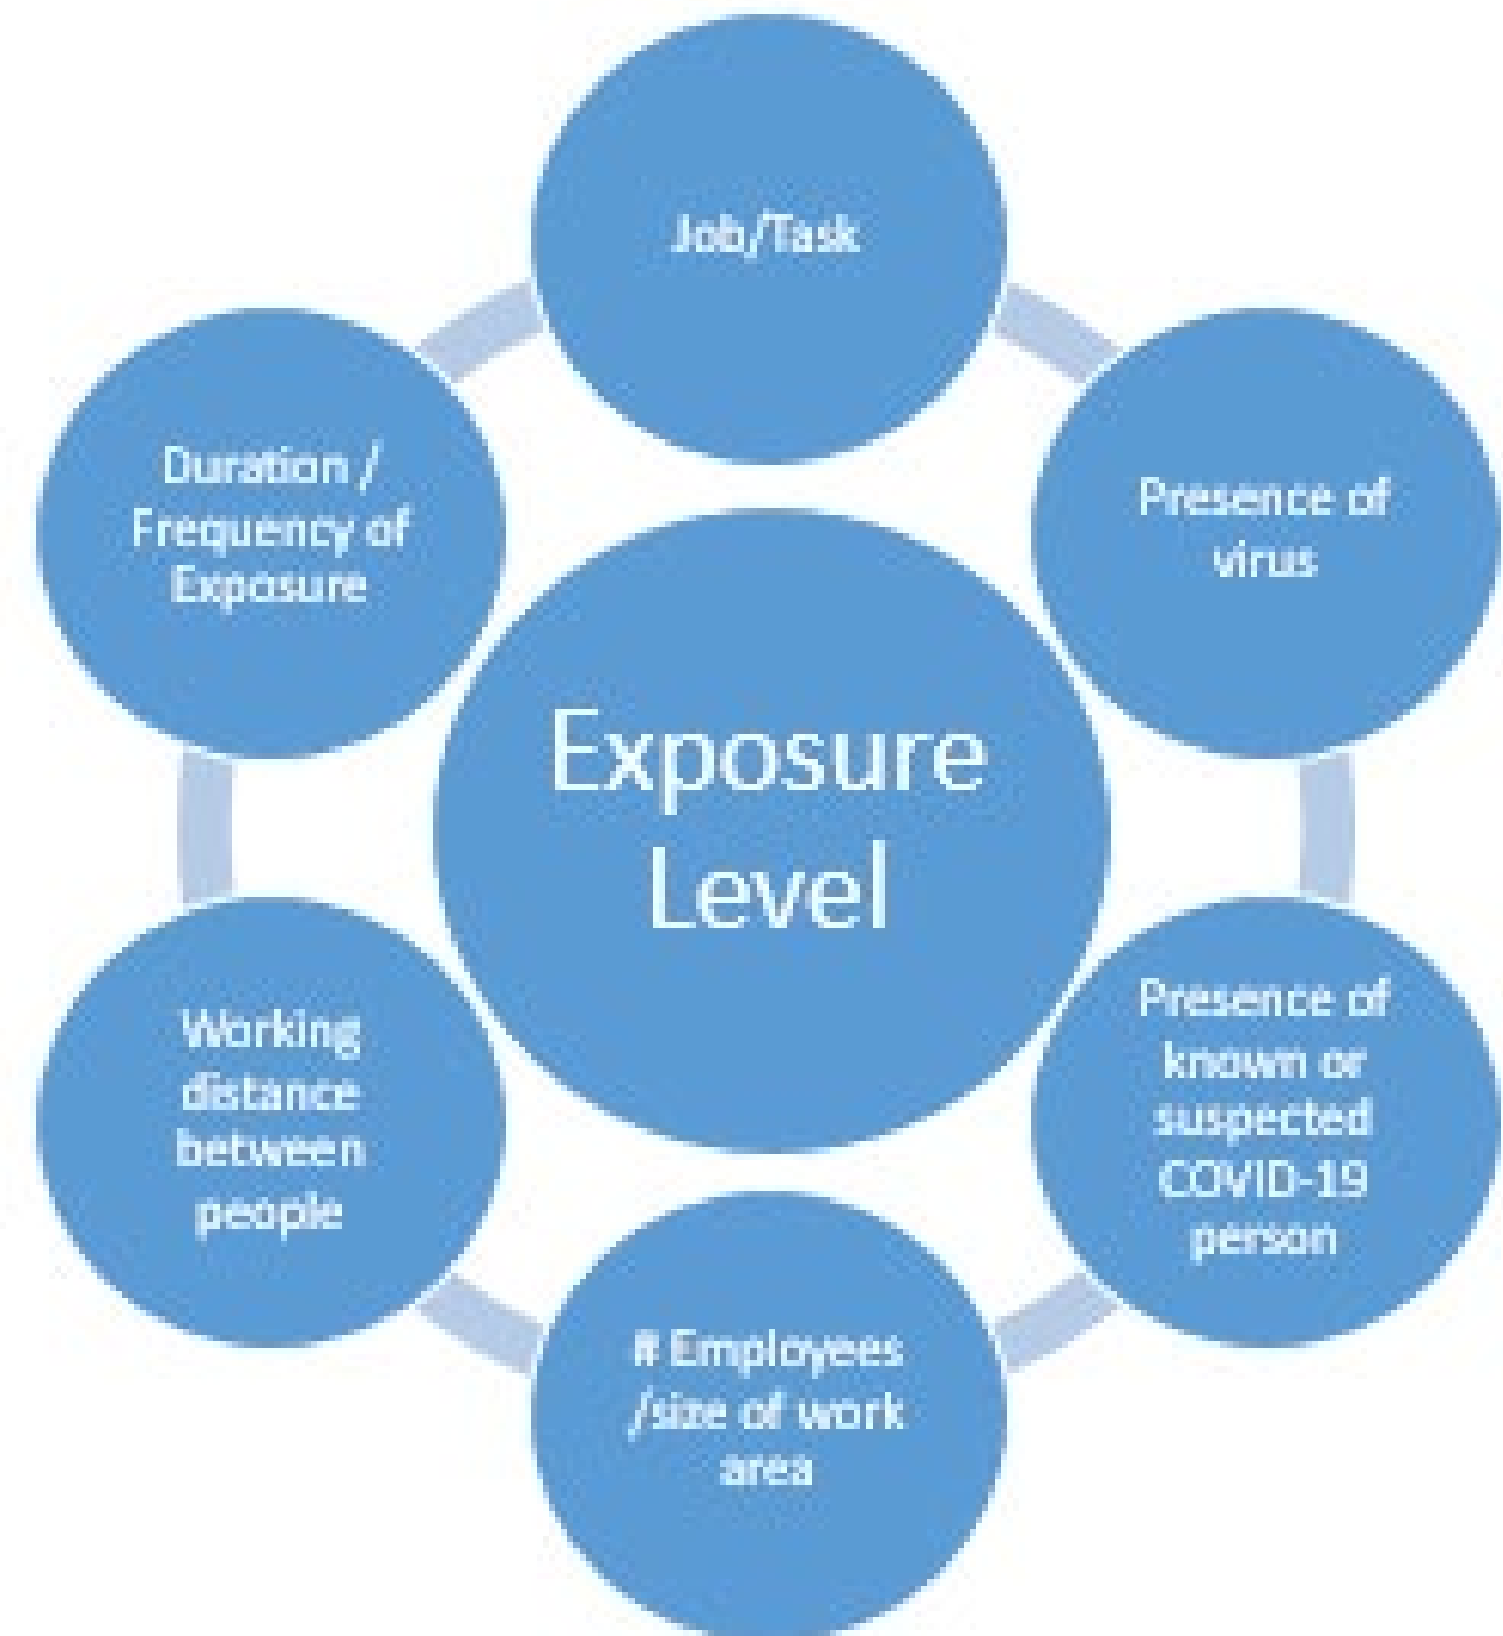 Job/Task
Presence of
virus
Presence of
known or
suspected
COVID-19
person
# Employees
/size of work
area
Working
distance
between
people
Duration /
Frequency of
Exposure
Exposure
Level